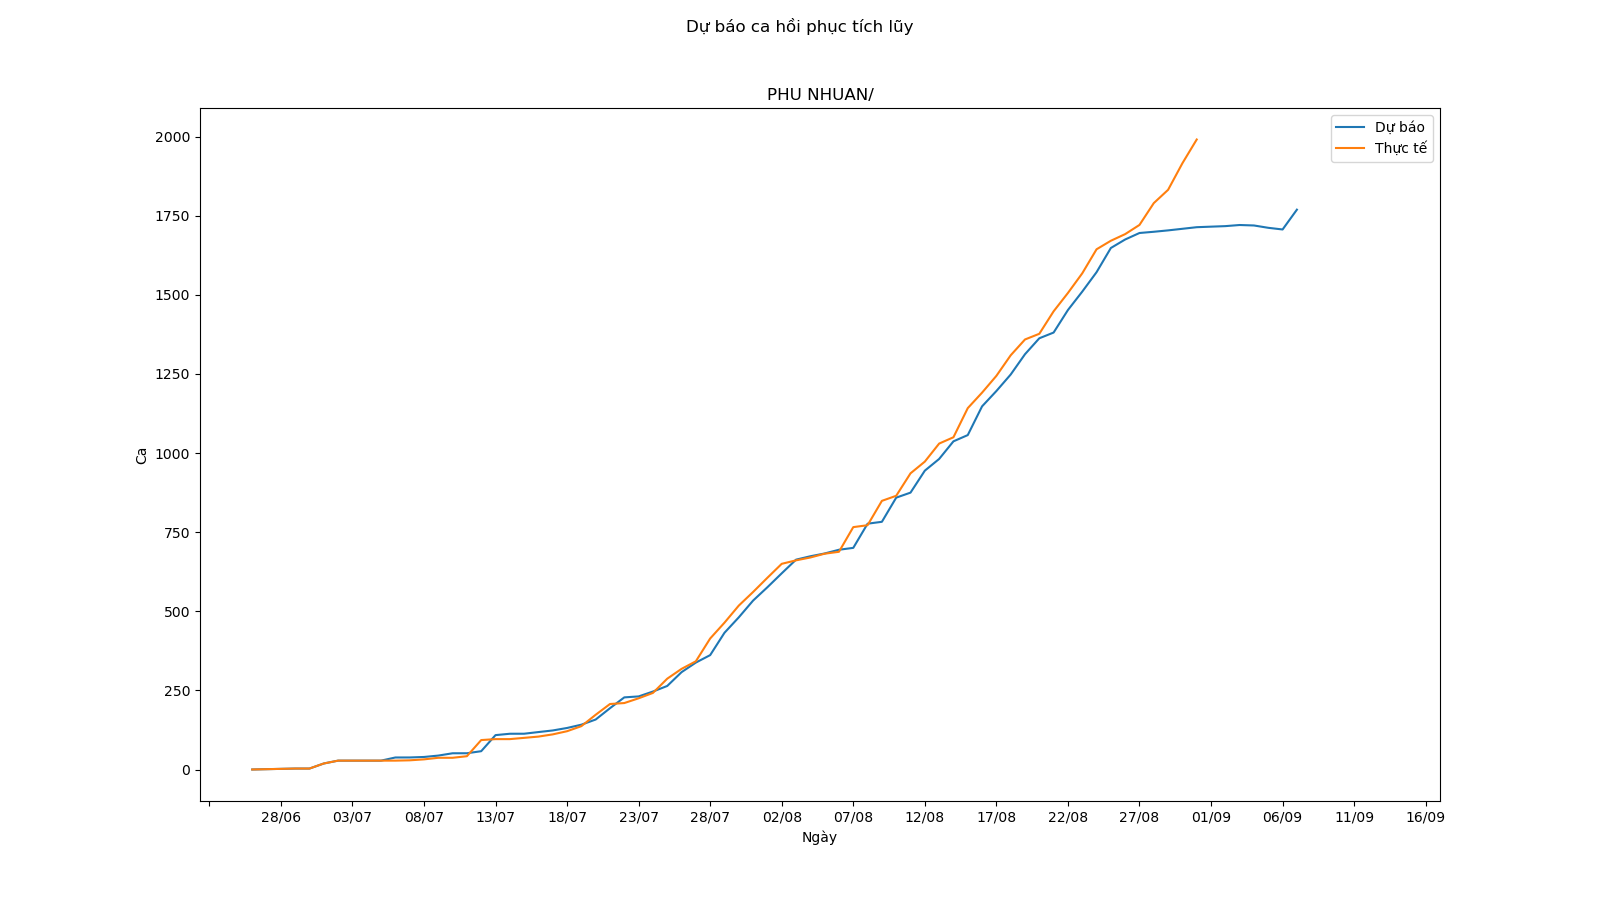 Dự báo ca hồi phục tích lũy
PHU NHUAN/
Dự báo
Thực tế
2000
1750
1500
1250
1000
750
500
250
0
Ca
28/06 03/07 08/07 13/07 18/07 23/07 28/07 02/08 07/08 12/08 17/08 22/08 27/08 01/09 06/09 11/09 16/09
Ngày